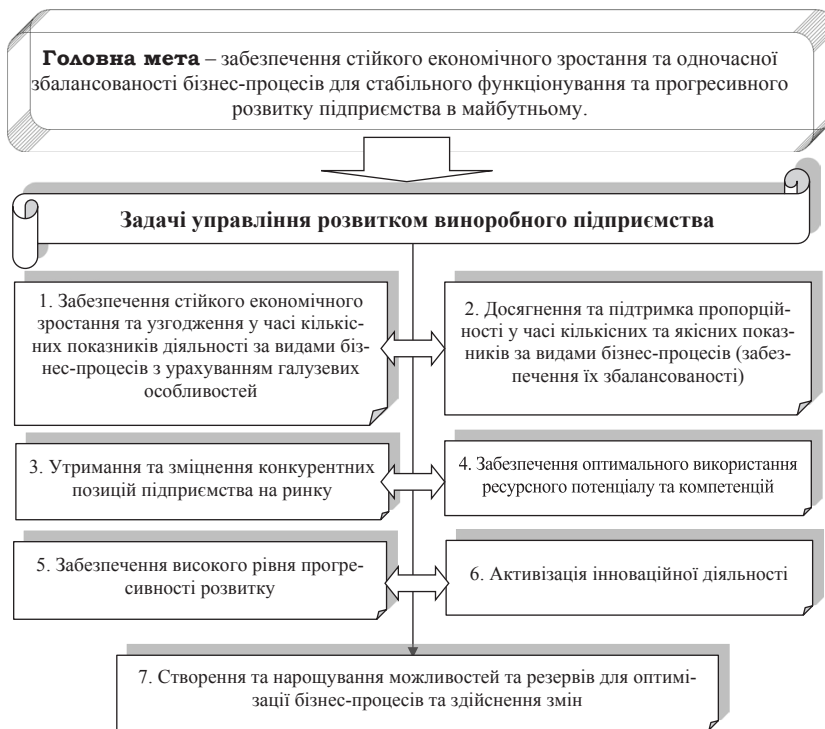 Головна мета – забезпечення стійкого економічного зростання та одночасної
збалансованості бізнес-процесів для стабільного функціонування та прогресивного
розвитку підприємства в майбутньому.
Задачі управління розвитком виноробного підприємства
1. Забезпечення стійкого економічного
зростання та узгодження у часі кількіс-
них показників діяльності за видами біз-
нес-процесів з урахуванням галузевих
особливостей
2. Досягнення та підтримка пропорцій-
ності у часі кількісних та якісних показ-
ників за видами бізнес-процесів (забез-
печення їх збалансованості)
3. Утримання та зміцнення конкурентних
позицій підприємства на ринку
4. Забезпечення оптимального використання
ресурсного потенціалу та компетенцій
5. Забезпечення високого рівня прогре-
сивності розвитку
6. Активізація інноваційної діяльності
7. Створення та нарощування можливостей та резервів для оптимі-
зації бізнес-процесів та здійснення змін